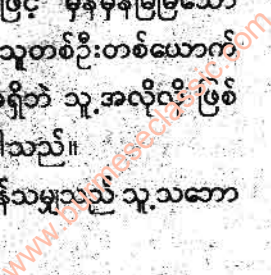 ဖြင့် မှန်မှန်မြဲမြဲသော
သူတစ်ဦးတစ်ယောက်
ရှိဘဲ သူ့အလိုလိုဖြစ်
ါသည်။
န်သမျှသည် သူ့သဘော
www.burmeseclassic.com